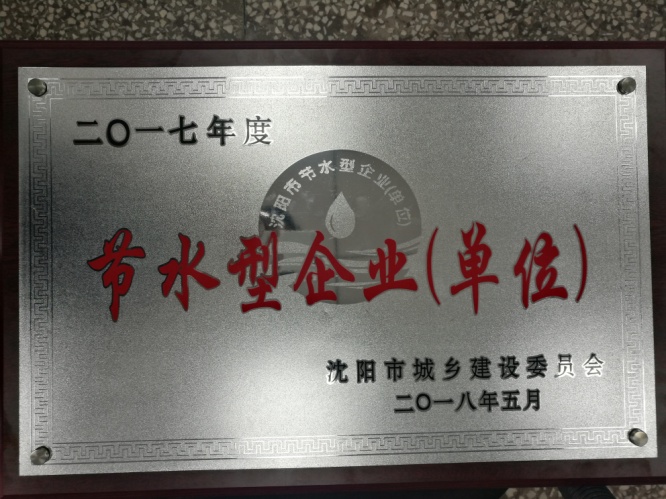 二〇一七年度
沈阳市节水型企业(单位)
节水型企业(单位)
沈阳市城乡建设委员会
二〇一八年五月